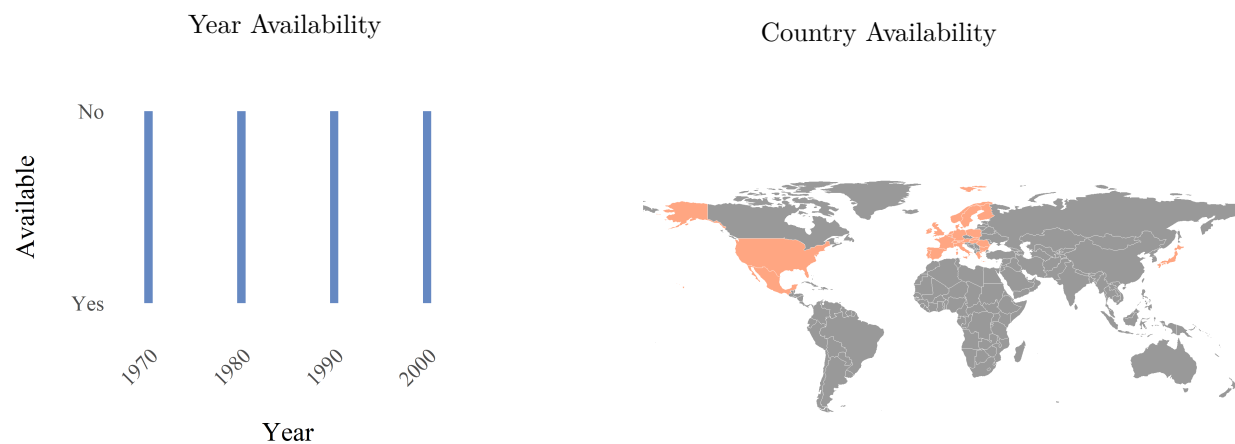 Year Availability
No
Available
Yes
1970
1980
1990
2000
Year
Country Availability